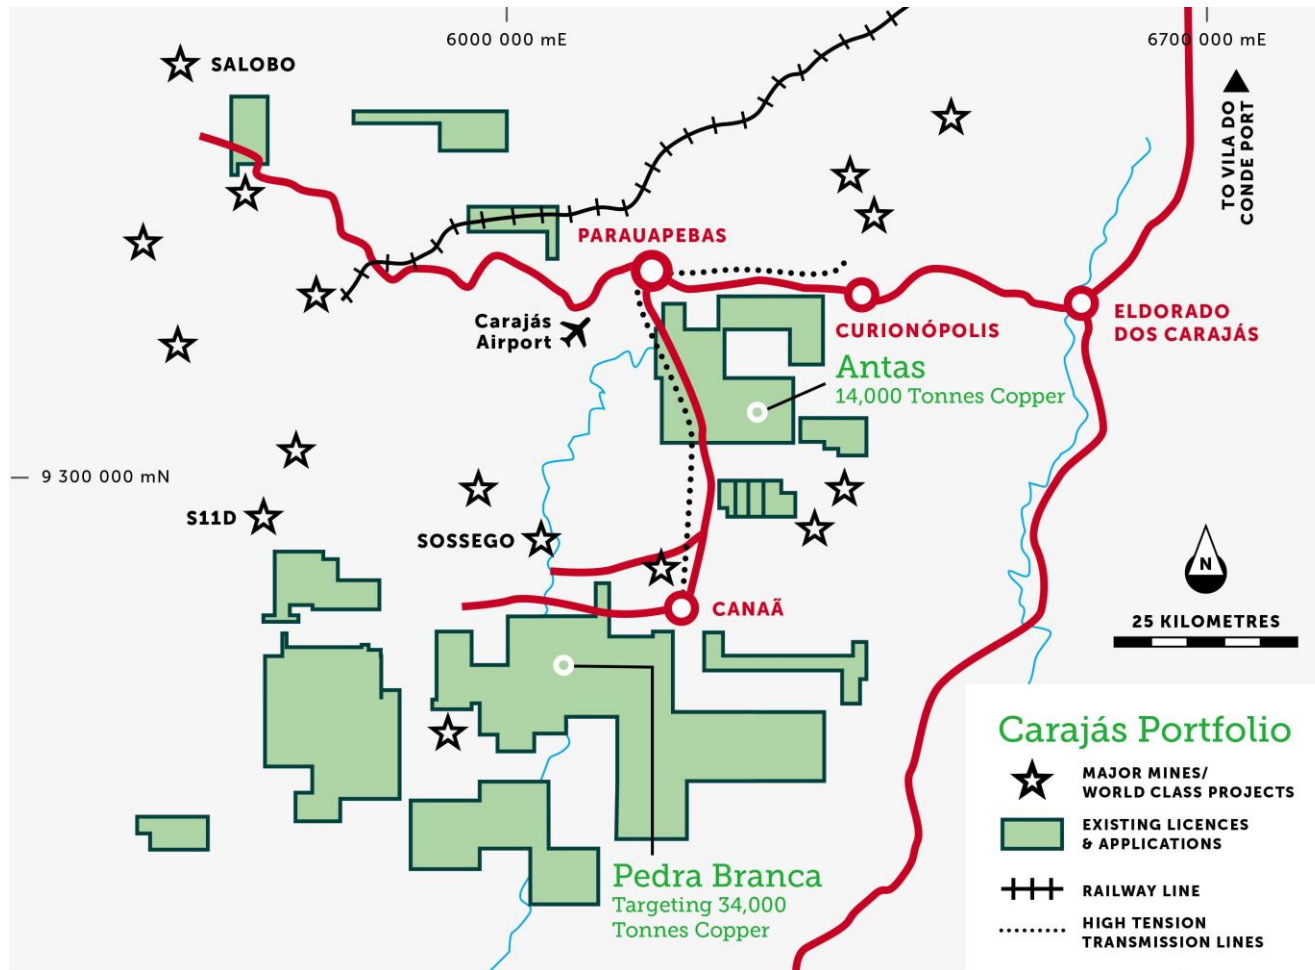 6000 000 mE
6700 000 mE
SALOBO
TO VILA DO
CONDE PORT
PARAUAPEBAS
Carajás
Airport
CURIONÓPOLIS
ELDORADO
DOS CARAJÁS
Antas
14,000 Tonnes Copper
9 300 000 mN
S11D
SOSSEGO
N
CANAÃ
25 KILOMETRES
Pedra Branca
Targeting 34,000
Tonnes Copper
Carajás Portfolio
MAJOR MINES/
WORLD CLASS PROJECTS
EXISTING LICENCES
& APPLICATIONS
RAILWAY LINE
HIGH TENSION
TRANSMISSION LINES